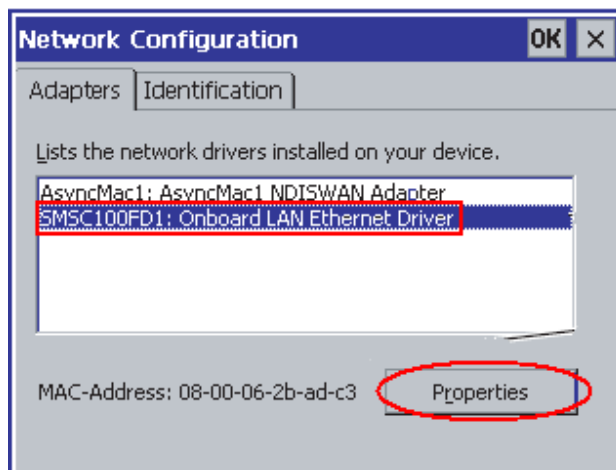 Network Configuration OK ×
Adapters Identification
Lists the network drivers installed on your device.
AsyncMac1: AsyncMac1 NDISWAN Adapter
SMSC100FD1: Onboard LAN Ethernet Driver
MAC-Address: 08-00-06-2b-ad-c3 Properties